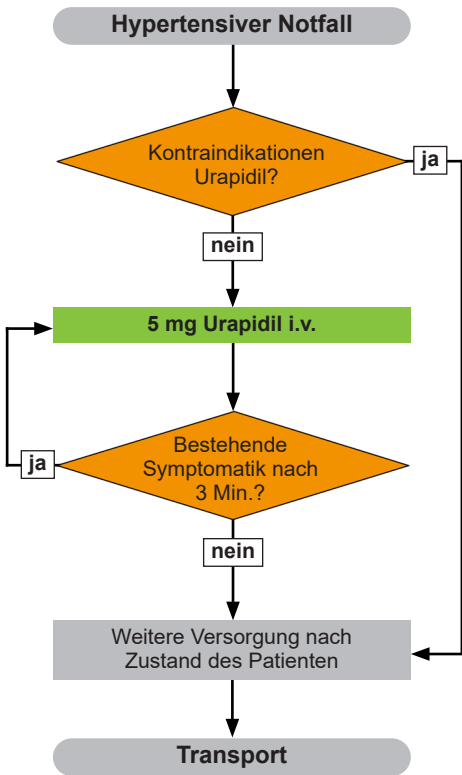 Hypertensiver Notfall
Kontraindikationen
Urapidil?
ja
nein
5 mg Urapidil i.v.
Bestehende
Symptomatik nach
3 Min.?
ja
nein
Weitere Versorgung nach
Zustand des Patienten
Transport